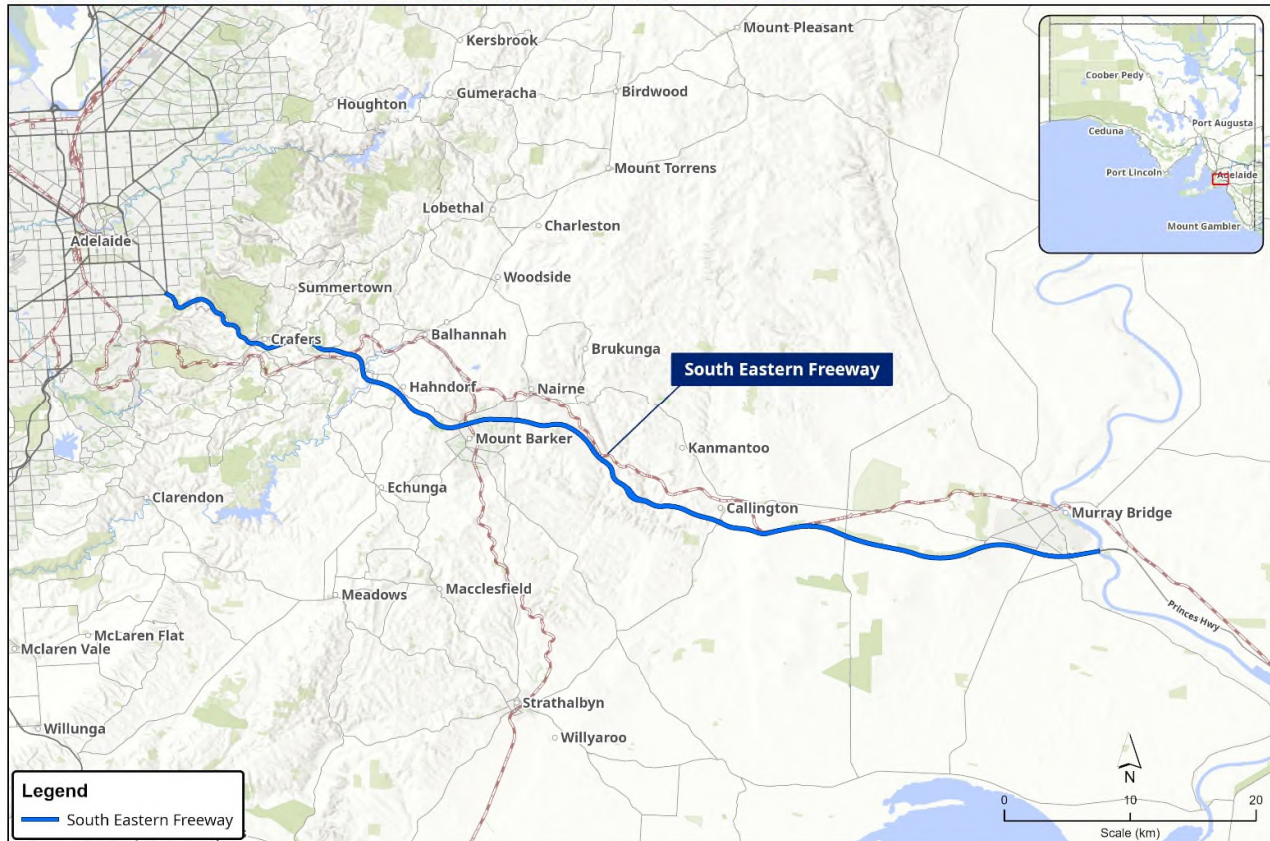 Kersbrook
Mount Pleasant
Houghton
Gumeracha
Birdwood
Mount Torrens
Lobethal
Charleston
Adelaide
Woodside
Summertown
Crafers
Balhannah
Brukunga
South Eastern Freeway
Hahndorf
Nairne
Mount Barker
Kanmantoo
Echunga
Clarendon
Callington
Murray Bridge
Macclesfield
Meadows
Princes Hwy
McLaren Flat
Mclaren Vale
Strathalbyn
Willunga
Willyaroo
Coober Pedy
Port Augusta
Ceduna
Port Lincoln
Adelaide
Mount Gambler
Legend
South Eastern Freeway
N
0 10 20
Scale (km)